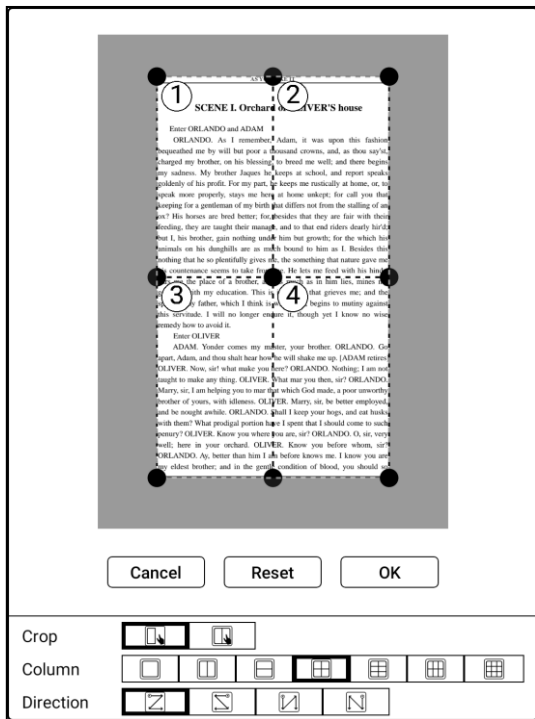 1 2
SCENE I. Orchard of OLIVER'S house
Enter ORLANDO and ADAM
ORLANDO. As I remember, Adam, it was upon this fashion
bequeathed me by will but poor a thousand crowns, and, as thou say'st,
charged my brother, on his blessing, to breed me well; and there begins
my sadness. My brother Jaques he keeps at school, and report speaks
goldenly of his profit. For my part, he keeps me rustically at home, or, to
speak more properly, stays me here at home unkept; for call you that
keeping for a gentleman of my birth that differs not from the stalling of an
ox? His horses are bred better; for, besides that they are fair with their
feeding, they are taught their manage, and to that end riders dearly hir'd;
but I, his brother, gain nothing under him but growth; for the which his
animals on his dunghills are as much bound to him as I. Besides this
nothing that he so plentifully gives me, the something that nature gave me
his countenance seems to take from me. He lets me feed with his hinds,
the place of a brother, as much as in him lies, mines
with my education. This is that grieves me; and the
my father, which I think is begins to mutiny against
this servitude. I will no longer endure it, though yet I know no wise
remedy how to avoid it.
3 4
Enter OLIVER
ADAM. Yonder comes my master, your brother. ORLANDO. Go
apart, Adam, and thou shalt hear how he will shake me up. [ADAM retires]
OLIVER. Now, sir! what make you here? ORLANDO. Nothing; I am not
taught to make any thing. OLIVER. What mar you then, sir? ORLANDO.
Marry, sir, I am helping you to mar that which God made, a poor unworthy
brother of yours, with idleness. OLIVER. Marry, sir, be better employed,
and be nought awhile. ORLANDO. Shall I keep your hogs, and eat husks
with them? What prodigal portion have I spent that I should come to such
penury? OLIVER. Know you where you are, sir? ORLANDO. O, sir, very
well; here in your orchard. OLIVER. Know you before whom, sir?
ORLANDO. Ay, better than him I am before knows me. I know you are
my eldest brother; and in the gentle condition of blood, you should so
Cancel Reset OK
Crop
Column
Direction